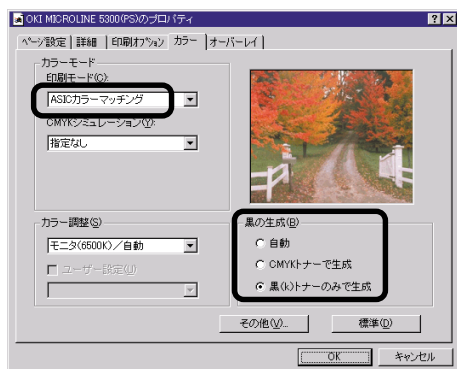 OKI MICROLINE 5300(PS)のプロパティ
ページ設定 詳細 印刷オプション カラー オーバーレイ
カラーモード
印刷モード(C):
ASICカラーマッチング
CMYKシミュレーション(Y):
指定なし
カラー調整(S)
モニタ(6500K)／自動
ユーザー設定(U)
黒の生成(B)
自動
CMYKトナーで生成
黒(k)トナーのみで生成
その他(V)...
標準(D)
OK
キャンセル